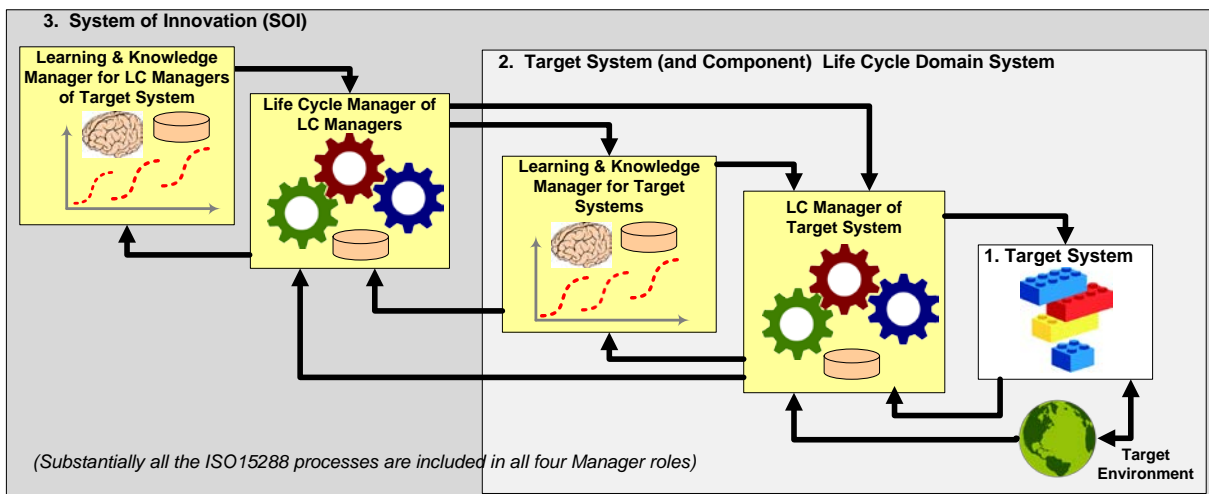 3. System of Innovation (SOI)
Learning & Knowledge
Manager for LC Managers
of Target System
2. Target System (and Component) Life Cycle Domain System
Life Cycle Manager of
LC Managers
Learning & Knowledge
Manager for Target
Systems
LC Manager of
Target System
1. Target System
(Substantially all the ISO15288 processes are included in all four Manager roles)
Target
Environment